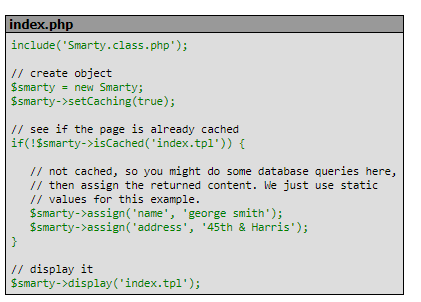 index.php
include('Smarty.class.php');
// create object
$smarty = new Smarty;
$smarty->setCaching(true);
// see if the page is already cached
if(!$smarty->isCached('index.tpl')) {
// not cached, so you might do some database queries here,
// then assign the returned content. We just use static
// values for this example.
$smarty->assign('name', 'george smith');
$smarty->assign('address', '45th & Harris');
}
// display it
$smarty->display('index.tpl');